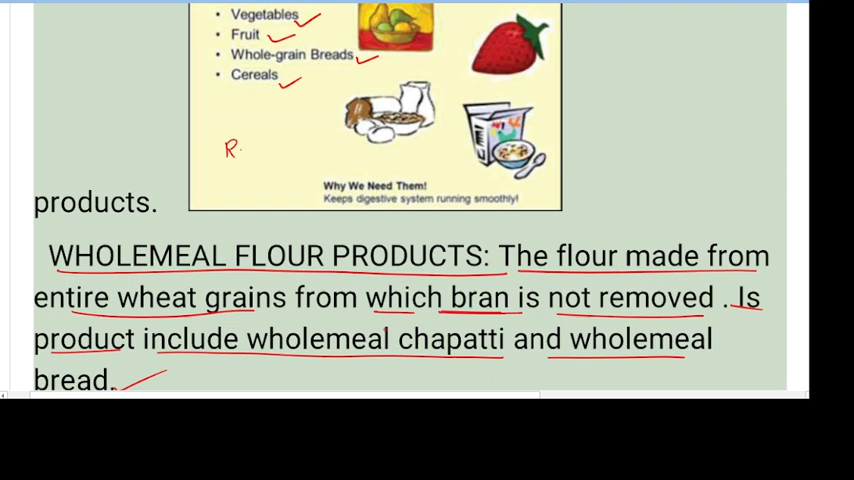 • Vegetables
• Fruit
• Whole-grain Breads
• Cereals
R
Why We Need Them!
Keeps digestive system running smoothly!
products.
WHOLEMEAL FLOUR PRODUCTS: The flour made from
entire wheat grains from which bran is not removed . Is
product include wholemeal chapatti and wholemeal
bread.